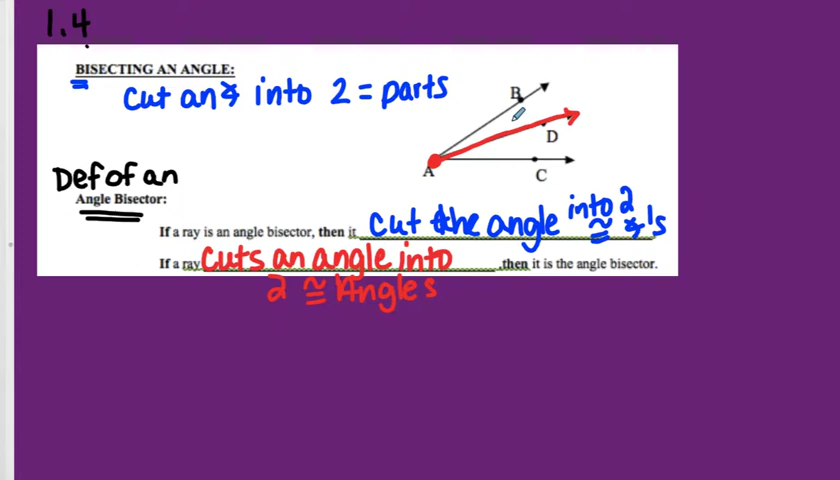 1.4
BISECTING AN ANGLE:
cut an ∢ into 2 = parts
B
D
A
C
Def of an
Angle Bisector:
If a ray is an angle bisector, then it cut the angle into 2 ≅ ∢'s
If a ray cuts an angle into 2 ≅ Angles, then it is the angle bisector.